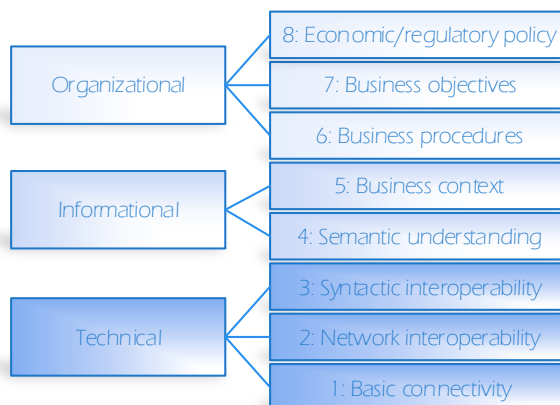 Organizational
8: Economic/regulatory policy
7: Business objectives
6: Business procedures
Informational
5: Business context
4: Semantic understanding
Technical
3: Syntactic interoperability
2: Network interoperability
1: Basic connectivity